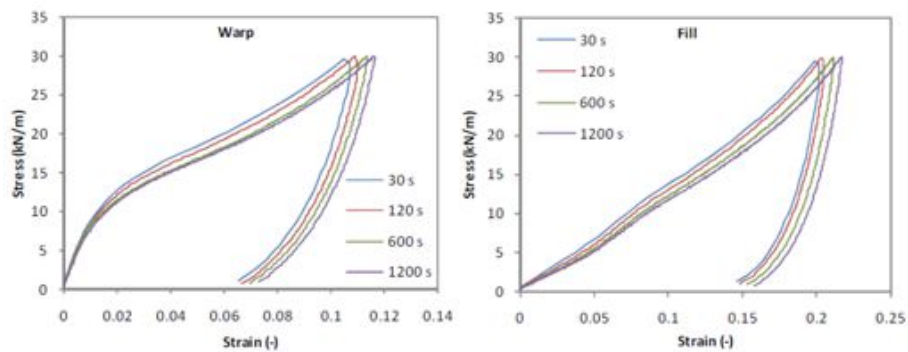 Warp
35
30
25
20
15
10
5
0
Stress (kN/m)
30 s
120 s
600 s
1200 s
0 0.02 0.04 0.06 0.08 0.1 0.12 0.14
Strain (-)
Fill
35
30
25
20
15
10
5
0
Stress (kN/m)
30 s
120 s
600 s
1200 s
0 0.05 0.1 0.15 0.2 0.25
Strain (-)